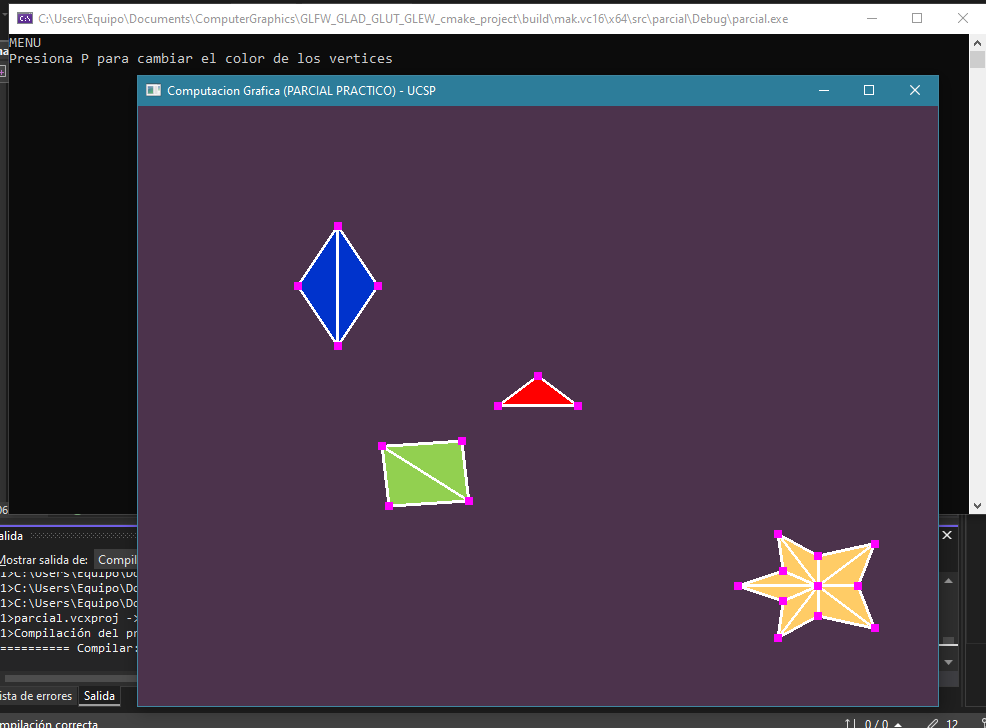 C:\Users\Equipo\Documents\ComputerGraphics\GLFW_GLAD_GLUT_GLEW_cmake_project\build\mak.vc16\x64\src\parcial\Debug\parcial.exe
MENU
Presiona P para cambiar el color de los vertices
Computacion Grafica (PARCIAL PRACTICO) - UCSP
06
alida
Mostrar salida de: Compil
1>C:\Users\Equipo\Do
1>C:\Users\Equipo\Do
1>C:\Users\Equipo\Do
1>parcial.vcxproj ->
1>Compilación del pr
========== Compilar:
ista de errores Salida
mpilación correcta
0 / 0
12